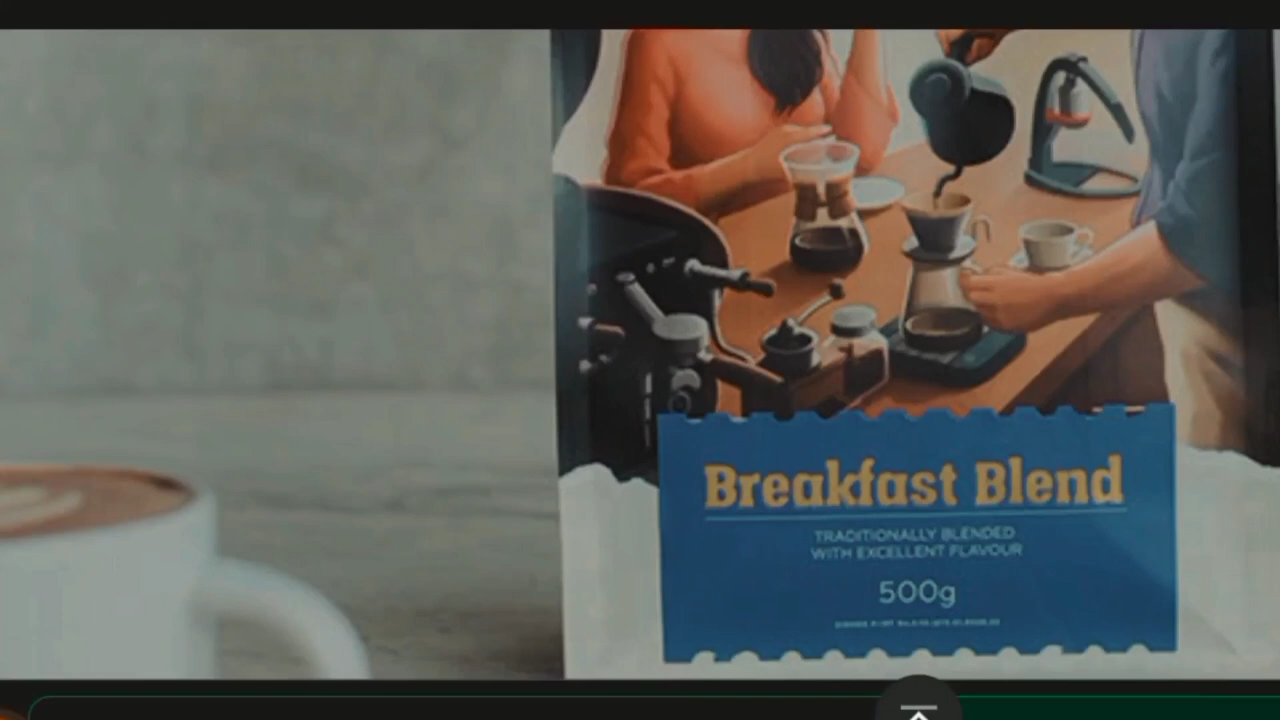 Breakfast Blend
TRADITIONALLY BLENDED
WITH EXCELLENT FLAVOUR
500g